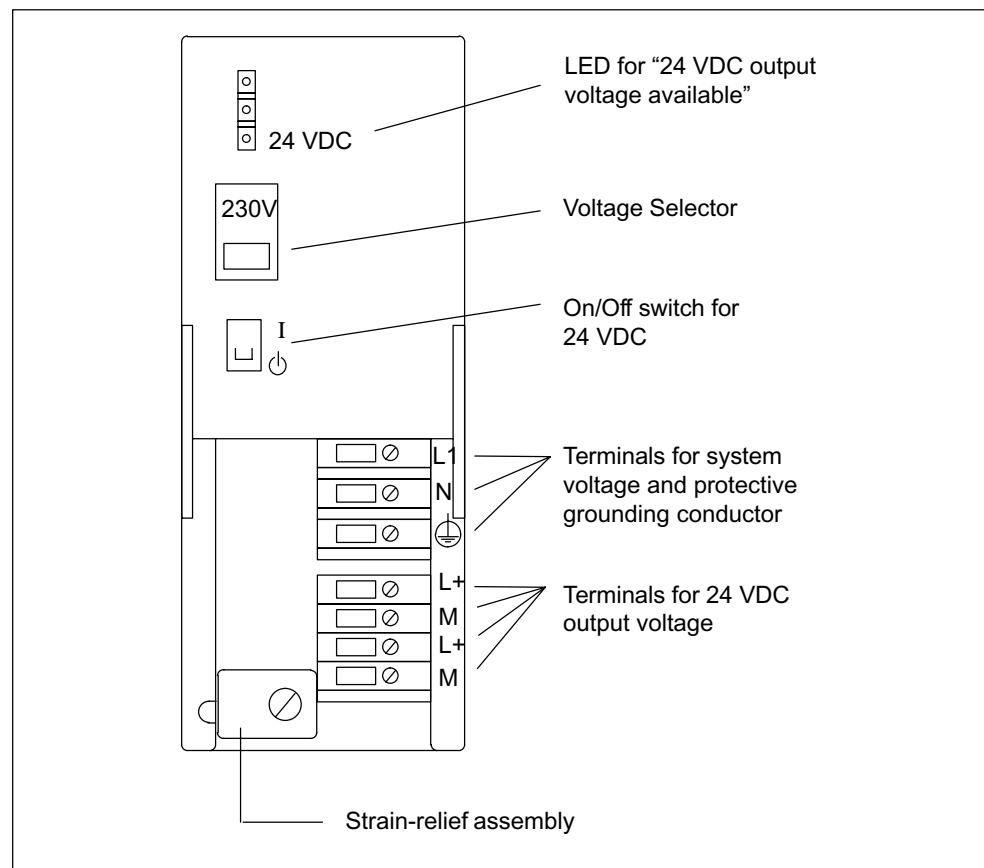 LED for “24 VDC output
voltage available”
24 VDC
230V
Voltage Selector
On/Off switch for
24 VDC
I
L1
N
Terminals for system
voltage and protective
grounding conductor
L+
M
L+
M
Terminals for 24 VDC
output voltage
Strain-relief assembly